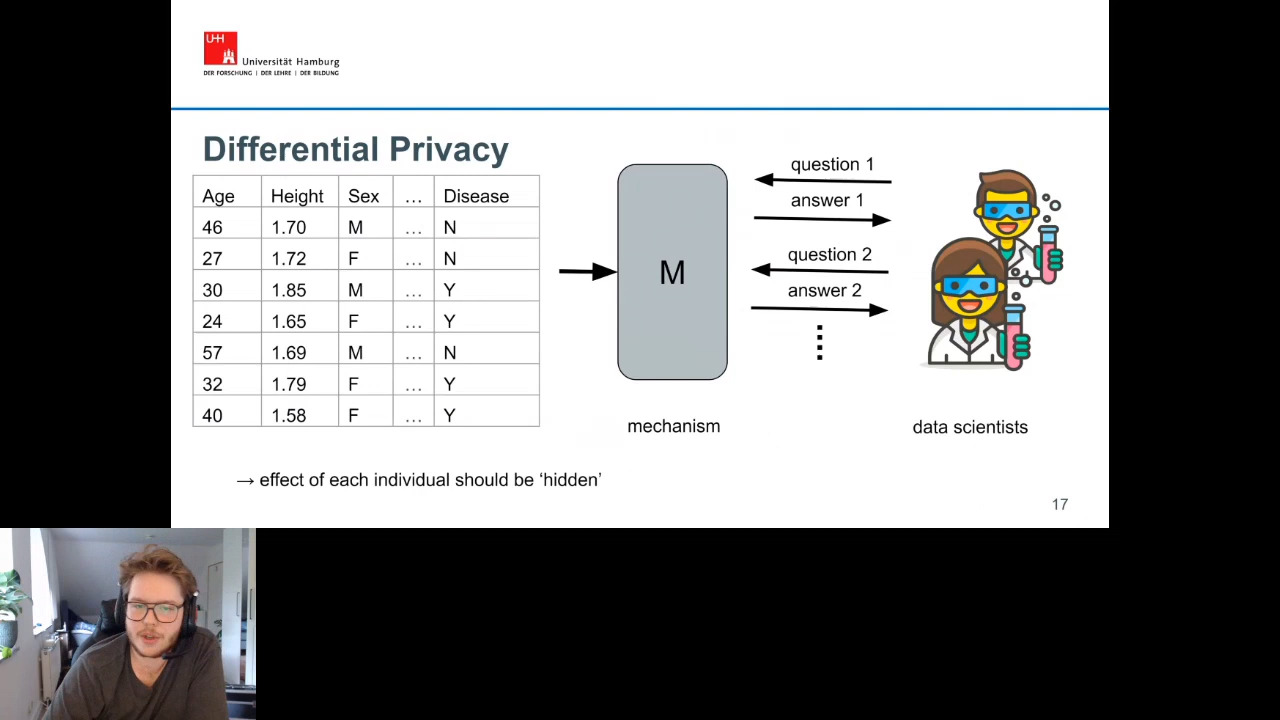 UHH
Universität Hamburg
DER FORSCHUNG | DER LEHRE | DER BILDUNG
Differential Privacy
Age Height Sex … Disease
46 1.70 M … N
27 1.72 F … N
30 1.85 M … Y
24 1.65 F … Y
57 1.69 M … N
32 1.79 F … Y
40 1.58 F … Y
M
mechanism
question 1
answer 1
question 2
answer 2
data scientists
→ effect of each individual should be ‘hidden’
17